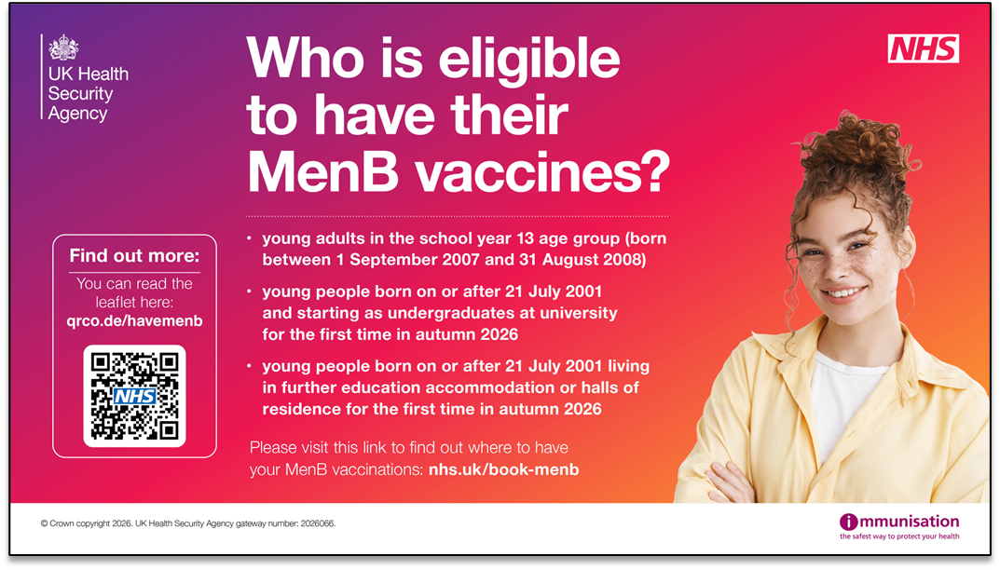 UK Health
Security
Agency
NHS
Who is eligible
to have their
MenB vaccines?
• young adults in the school year 13 age group (born
between 1 September 2007 and 31 August 2008)
• young people born on or after 21 July 2001
and starting as undergraduates at university
for the first time in autumn 2026
• young people born on or after 21 July 2001 living
in further education accommodation or halls of
residence for the first time in autumn 2026
Please visit this link to find out where to have
your MenB vaccinations: nhs.uk/book-menb
Find out more:
You can read the
leaflet here:
qrco.de/havemenb
NHS
© Crown copyright 2026. UK Health Security Agency gateway number: 2026066.
immunisation
the safest way to protect your health